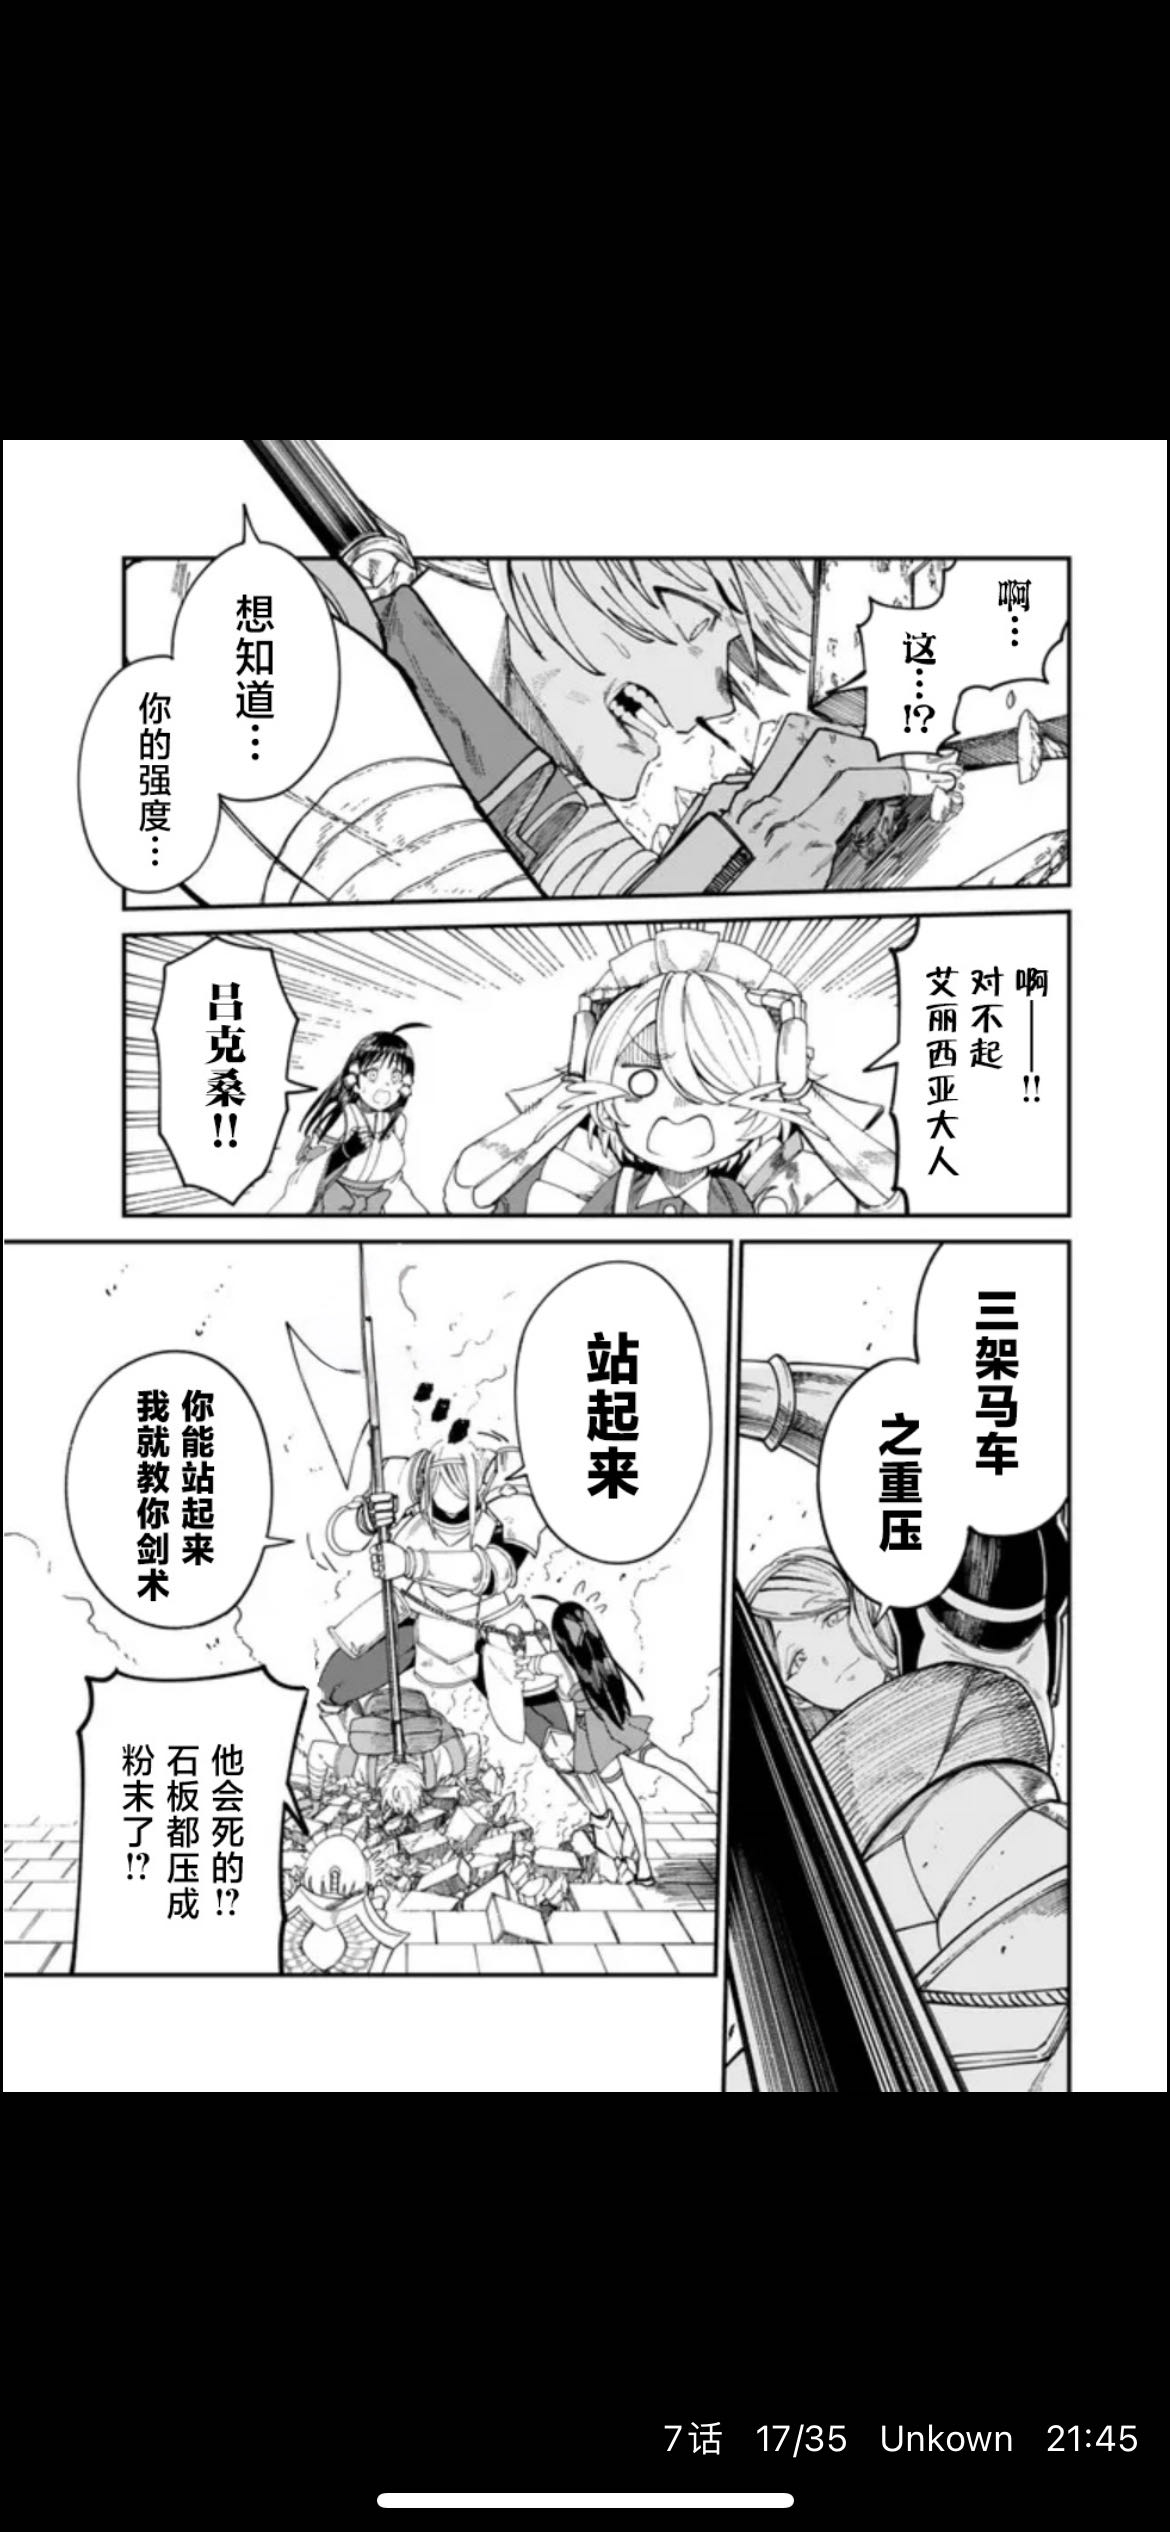 啊…
这…!?
想知道…
你的强度…
啊——!!
对不起
艾丽西亚大人
吕克桑!!
三架马车
之重压
站起来
你能站起来
我就教你剑术
他会死的!?
石板都压成
粉末了!?
7话 17/35 Unkown 21:45